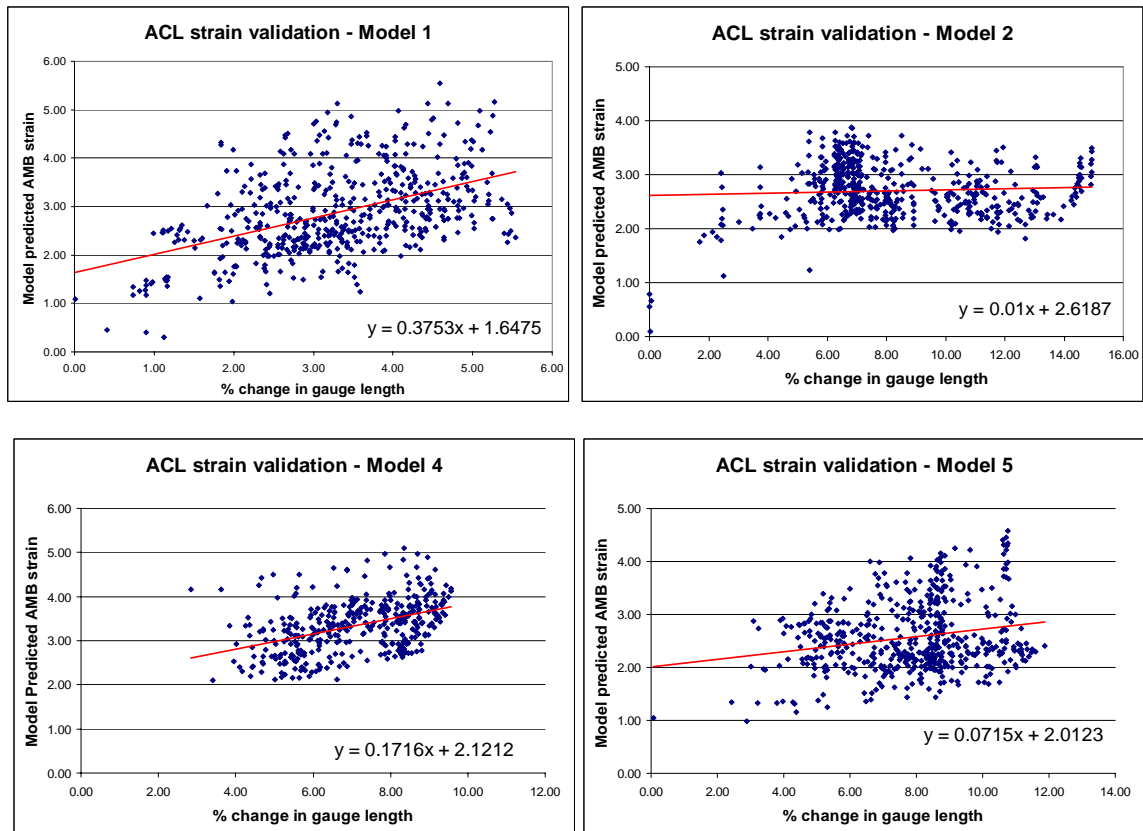 ACL strain validation - Model 1
6.00
5.00
4.00
3.00
2.00
1.00
0.00
Model predicted AMB strain
y = 0.3753x + 1.6475
0.00 1.00 2.00 3.00 4.00 5.00 6.00
% change in gauge length
ACL strain validation - Model 2
5.00
4.00
3.00
2.00
1.00
0.00
Model predicted AMB strain
y = 0.01x + 2.6187
0.00 2.00 4.00 6.00 8.00 10.00 12.00 14.00 16.00
% change in gauge length
ACL strain validation - Model 4
6.00
5.00
4.00
3.00
2.00
1.00
0.00
Model Predicted AMB strain
y = 0.1716x + 2.1212
0.00 2.00 4.00 6.00 8.00 10.00 12.00
% change in gauge length
ACL strain validation - Model 5
5.00
4.00
3.00
2.00
1.00
0.00
Model predicted AMB strain
y = 0.0715x + 2.0123
0.00 2.00 4.00 6.00 8.00 10.00 12.00 14.00
% change in gauge length